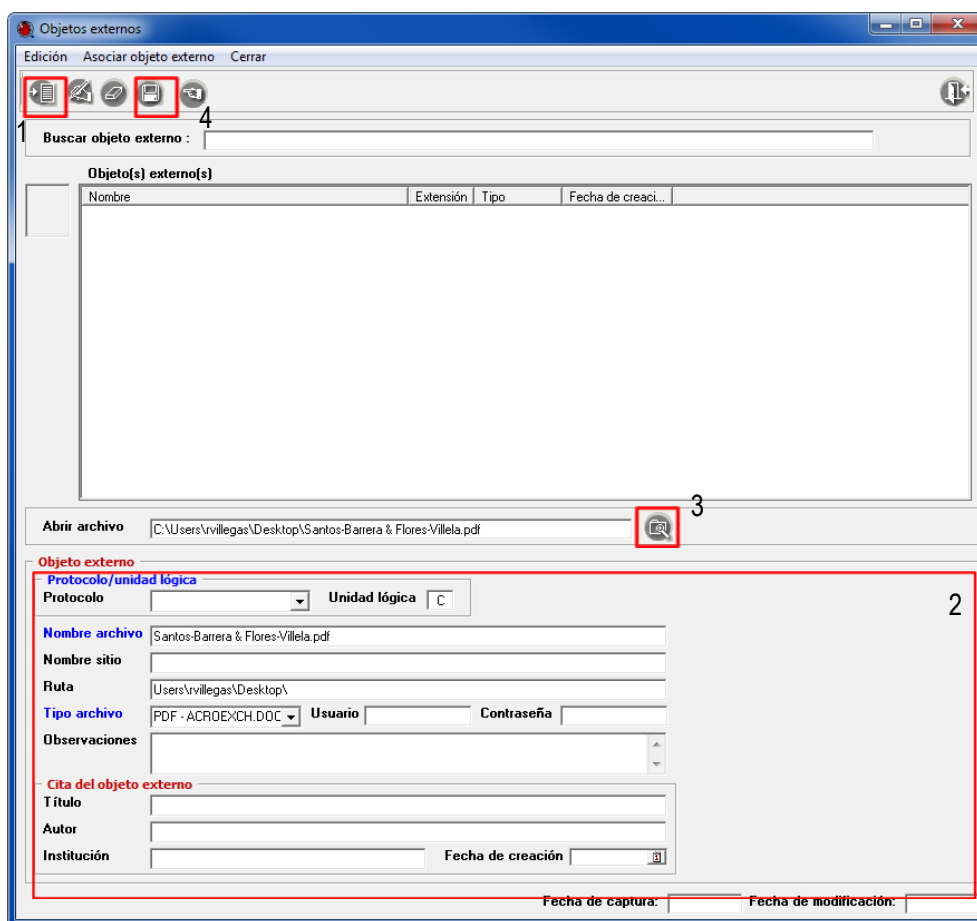 Objetos externos
Edición Asociar objeto externo Cerrar
1
4
Buscar objeto externo :
Objeto(s) externo(s)
Nombre Extensión Tipo Fecha de creaci...
3
Abrir archivo C:\Users\rvillegas\Desktop\Santos-Barrera & Flores-Villela.pdf
Objeto externo
Protocolo/unidad lógica
Protocolo Unidad lógica C
2
Nombre archivo Santos-Barrera & Flores-Villela.pdf
Nombre sitio
Ruta Users\rvillegas\Desktop\
Tipo archivo PDF - ACROEXCH.DOC Usuario Contraseña
Observaciones
Cita del objeto externo
Título
Autor
Institución Fecha de creación
Fecha de captura: Fecha de modificación: